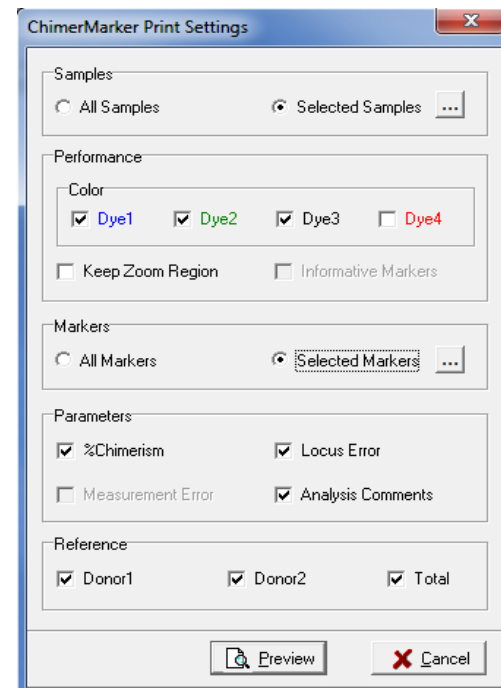 ChimerMarker Print Settings
Samples
All Samples Selected Samples ...
Performance
Color
Dye1 Dye2 Dye3 Dye4
Keep Zoom Region Informative Markers
Markers
All Markers Selected Markers ...
Parameters
%Chimerism Locus Error
Measurement Error Analysis Comments
Reference
Donor1 Donor2 Total
Preview Cancel